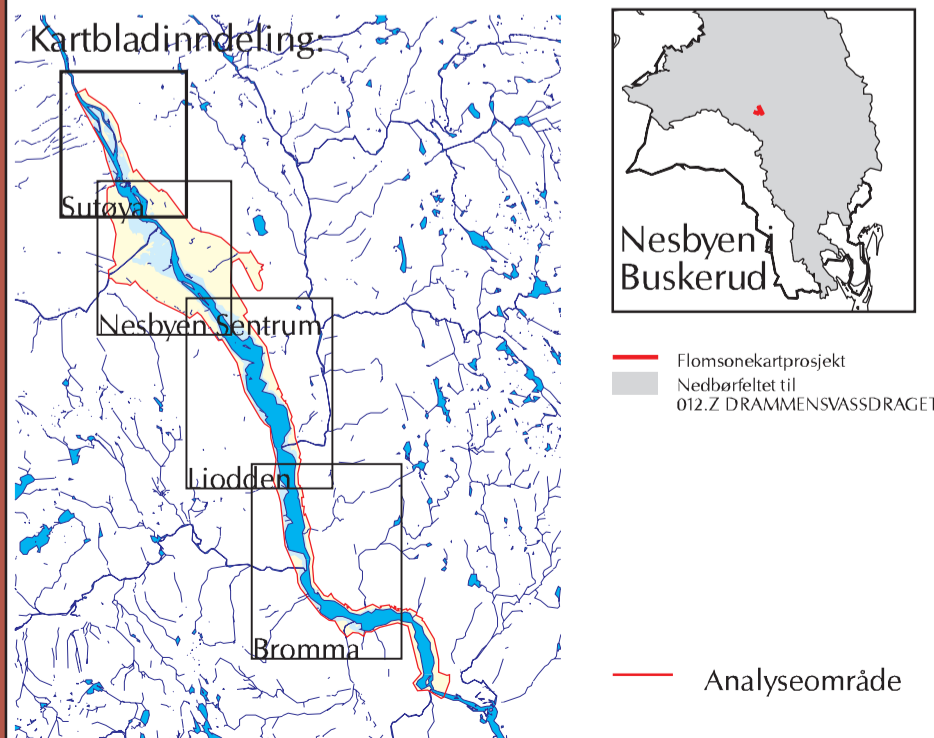 Kartbladinndeling:
Sutøya
Nesbyen Sentrum
Liodden
Bromma
Nesbyen i
Buskerud
Flomsonekartprosjekt
Nedbørfeltet til
012.Z DRAMMENSVASSDRAGET
Analyseområde